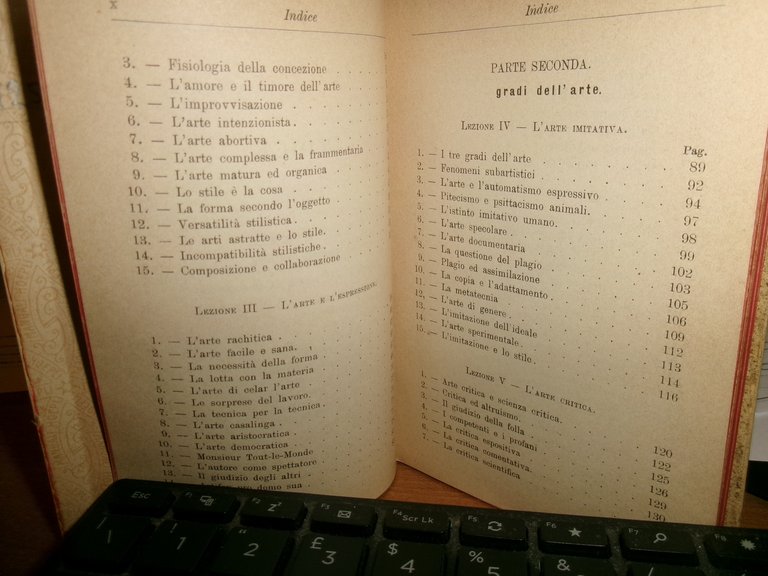 x
Indice
3. — Fisiologia della concezione
4. — L'amore e il timore dell'arte
5. — L'improvvisazione
6. — L'arte intenzionista.
7. — L'arte abortiva
8. — L'arte complessa e la frammentaria
9. — L'arte matura ed organica
10. — Lo stile è la cosa
11. — La forma secondo l'oggetto
12. — Versatilità stilistica.
13. — Le arti astratte e lo stile.
14. — Incompatibilità stilistiche.
15. — Composizione e collaborazione
Lezione III — L'arte e l'espressione.
1. — L'arte rachitica
2. — L'arte facile e sana.
3. — La necessità della forma
4. — La lotta con la materia
5. — L'arte di celar l'arte
6. — Le sorprese del lavoro.
7. — La tecnica per la tecnica.
8. — L'arte casalinga
9. — L'arte aristocratica
10. — L'arte democratica
11. — Monsieur Tout-le-Monde
12. — L'autore come spettatore
13. — Il giudizio degli altri
Indice
PARTE SECONDA.
gradi dell'arte.
Lezione IV — L'arte imitativa.
Pag.
1. — I tre gradi dell'arte 89
2. — Fenomeni subartistici 92
3. — L'arte e l'automatismo espressivo 94
4. — Pitecismo e psittacismo animali. 97
5. — L'istinto imitativo umano. 98
6. — L'arte specolare 99
7. — L'arte documentaria 102
8. — La questione del plagio 103
9. — Plagio ed assimilazione 105
10. — La copia e l'adattamento. 106
11. — La metatecnia 109
12. — L'arte di genere. 112
13. — L'imitazione dell'ideale 113
14. — L'arte sperimentale. 114
15. — L'imitazione e lo stile. 116
Lezione V — L'arte critica.
1. — Arte critica e scienza critica. 120
2. — Critica ed altruismo. 122
3. — Il giudizio della folla 125
4. — I competenti e i profani 126
5. — La critica espositiva 129
6. — La critica comentativa. 130
7. — La critica scientifica
Esc
F1
F2
F3
F4 Scr Lk
F5
F6
F7
F8
|
\
!
1
"
2
£
3
$
4
%
5
&